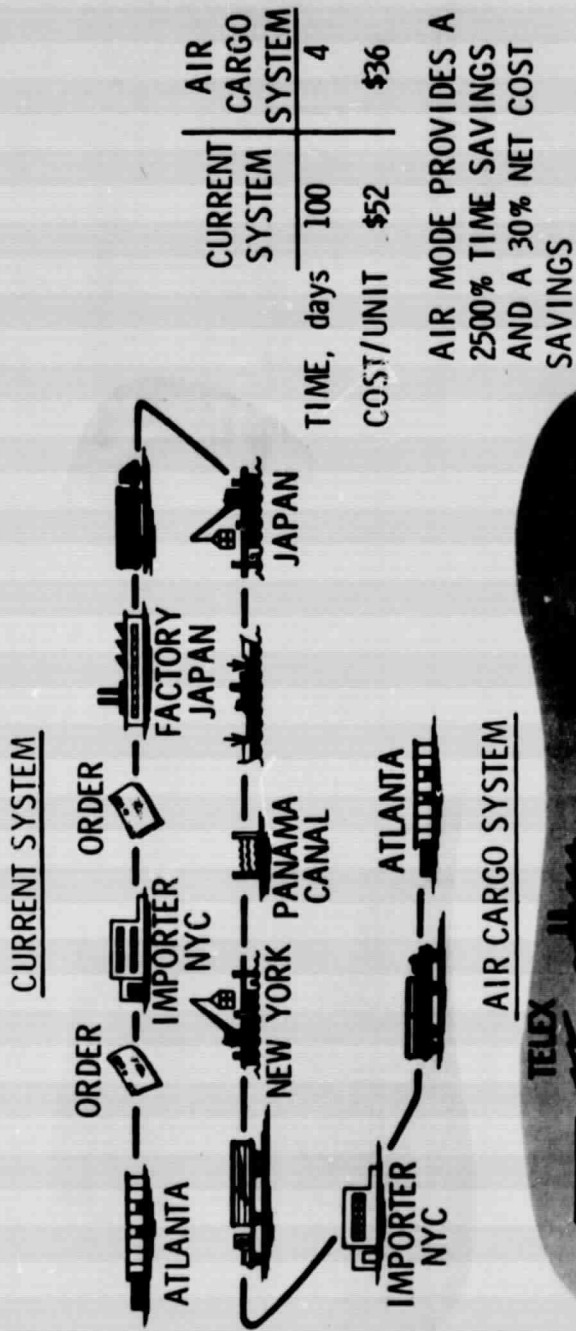 CURRENT SYSTEM
ORDER
ORDER
ATLANTA
IMPORTER
NYC
FACTORY
JAPAN
NEW YORK
PANAMA
CANAL
JAPAN
IMPORTER
NYC
ATLANTA
CURRENT
SYSTEM
AIR
CARGO
SYSTEM
TIME, days 100 4
COST/UNIT $52 $36
AIR MODE PROVIDES A
2500% TIME SAVINGS
AND A 30% NET COST
SAVINGS
AIR CARGO SYSTEM
TELEX